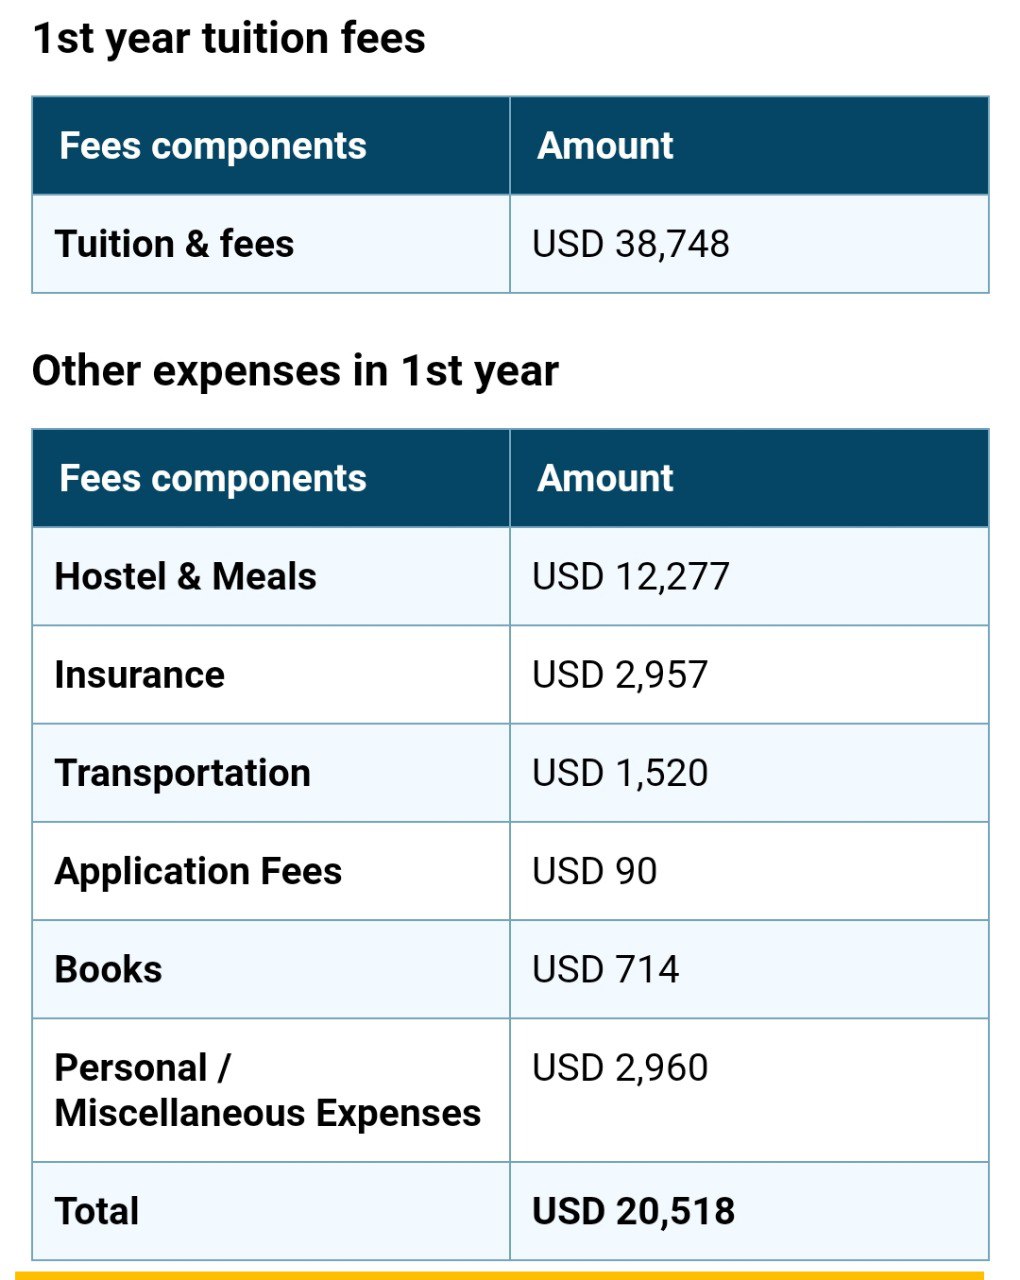 1st year tuition fees
Fees components Amount
Tuition & fees USD 38,748
Other expenses in 1st year
Fees components Amount
Hostel & Meals USD 12,277
Insurance USD 2,957
Transportation USD 1,520
Application Fees USD 90
Books USD 714
Personal / USD 2,960
Miscellaneous Expenses
Total USD 20,518